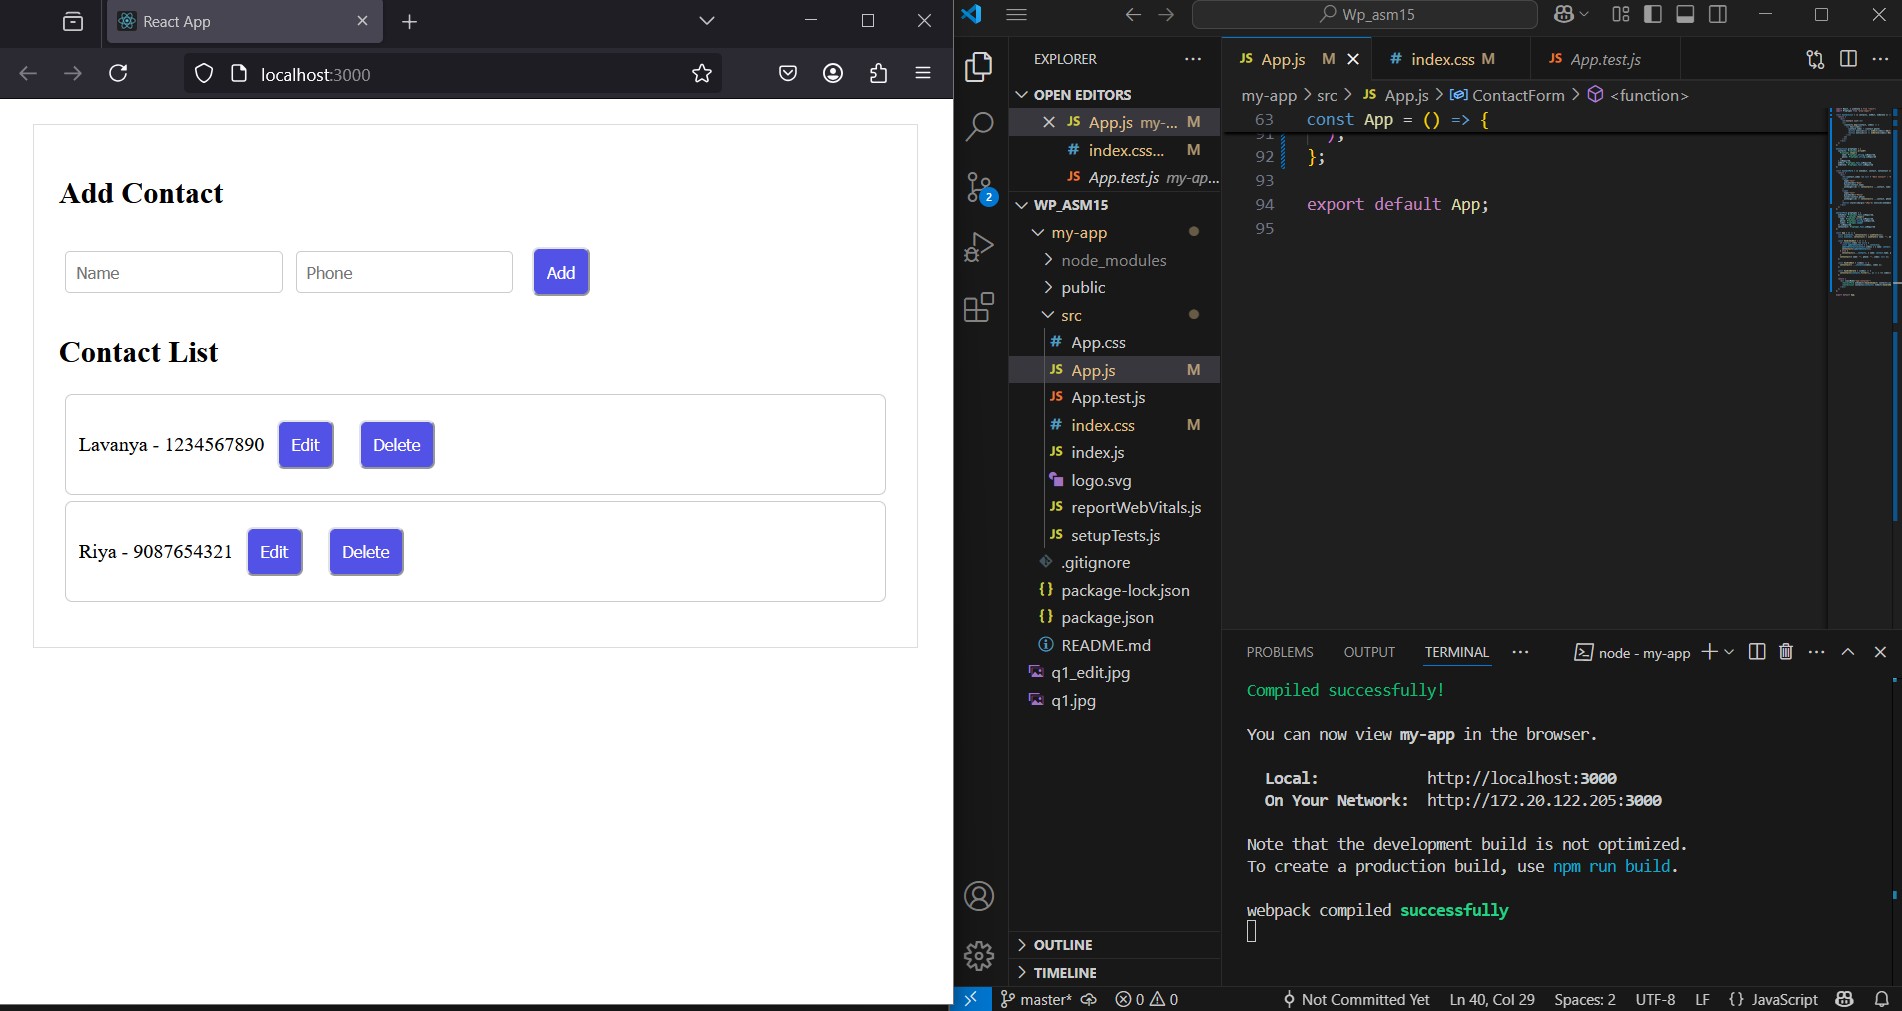 React App
localhost:3000
Add Contact
Name
Phone
Add
Contact List
Lavanya - 1234567890
Edit
Delete
Riya - 9087654321
Edit
Delete
Wp_asm15
EXPLORER
OPEN EDITORS
JS App.js my-... M
# index.css... M
JS App.test.js my-ap...
WP_ASM15
my-app
node_modules
public
src
# App.css
JS App.js M
JS App.test.js
# index.css M
JS index.js
logo.svg
JS reportWebVitals.js
JS setupTests.js
.gitignore
{} package-lock.json
{} package.json
README.md
q1_edit.jpg
q1.jpg
OUTLINE
TIMELINE
2
JS App.js M
# index.css M
JS App.test.js
my-app > src > JS App.js > ContactForm > <function>
63 const App = () => {
91 );
92 };
93
94 export default App;
95
PROBLEMS OUTPUT TERMINAL
node - my-app
Compiled successfully!
You can now view my-app in the browser.
Local: http://localhost:3000
On Your Network: http://172.20.122.205:3000
Note that the development build is not optimized.
To create a production build, use npm run build.
webpack compiled successfully
master* 0 0 Not Committed Yet Ln 40, Col 29 Spaces: 2 UTF-8 LF {} JavaScript